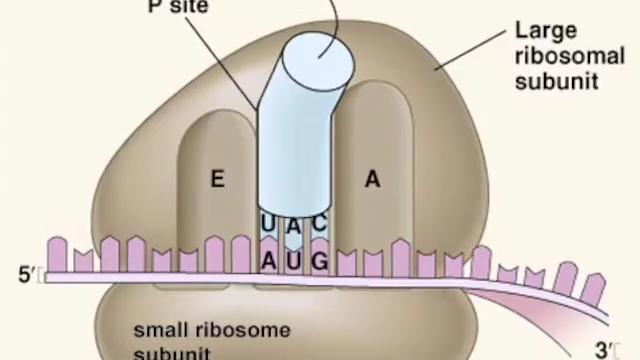 P site
Large
ribosomal
subunit
E
A
U A C
A U G
5′
small ribosome
subunit
3′